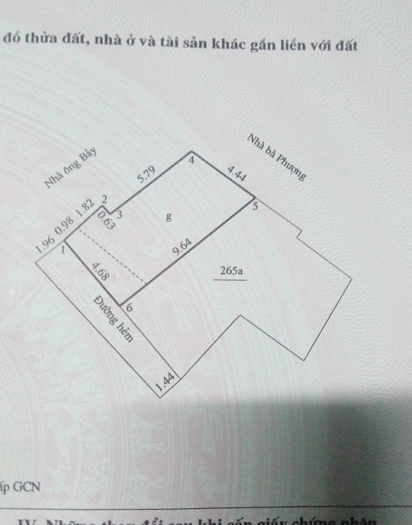 đồ thửa đất, nhà ở và tài sản khác gắn liền với đất
Nhà ông Bảy
Nhà bà Phượng
5.79
4
4.44
5
1.96 0.98 1.82 2
0.63 3
8
1
9.64
4.68
265a
6
Đường hẻm
1.44
ấp GCN
IV. Những thay đổi sau khi cấp giấy chứng nhận